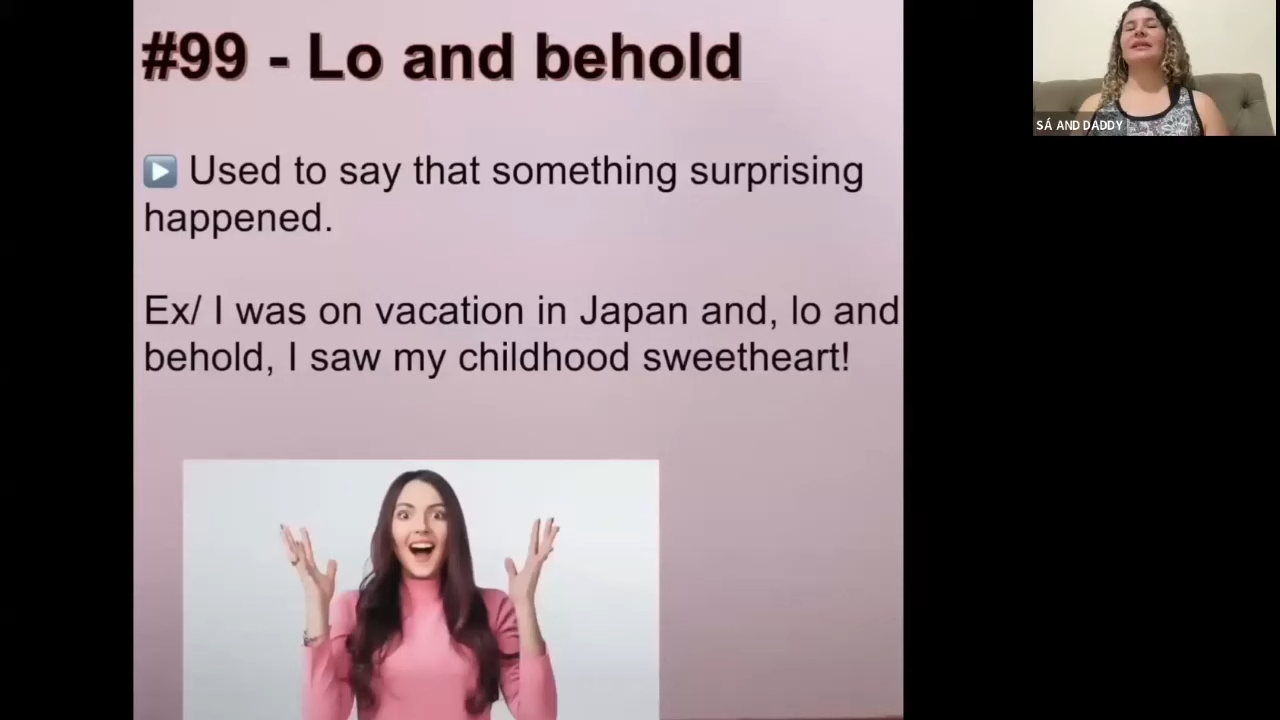 #99 - Lo and behold
▶️ Used to say that something surprising
happened.
Ex/ I was on vacation in Japan and, lo and
behold, I saw my childhood sweetheart!
SÁ AND DADDY